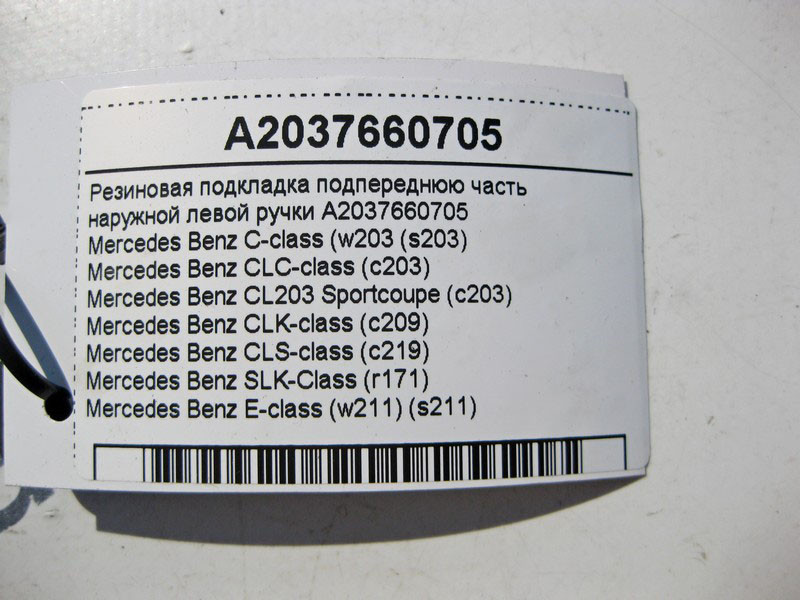 A2037660705
Резиновая подкладка подпереднюю часть
наружной левой ручки A2037660705
Mercedes Benz C-class (w203 (s203)
Mercedes Benz CLC-class (c203)
Mercedes Benz CL203 Sportcoupe (c203)
Mercedes Benz CLK-class (c209)
Mercedes Benz CLS-class (c219)
Mercedes Benz SLK-Class (r171)
Mercedes Benz E-class (w211) (s211)